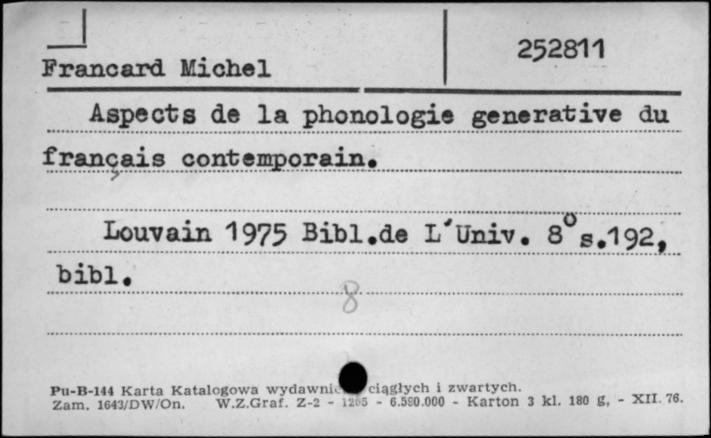 252811
Francard Michel
Aspects de la phonologie generative du
français contemporain.
Louvain 1975 Bibl.de L'Univ. 8° s.192,
bibl.
8
Pu-B-144 Karta Katalogowa ciągłych i zwartych.
Zam. 1643/DW/On. W.Z.Graf. Z-2 - 1205 - 6.590.000 - Karton 3 kl. 180 g, - XII. 76.